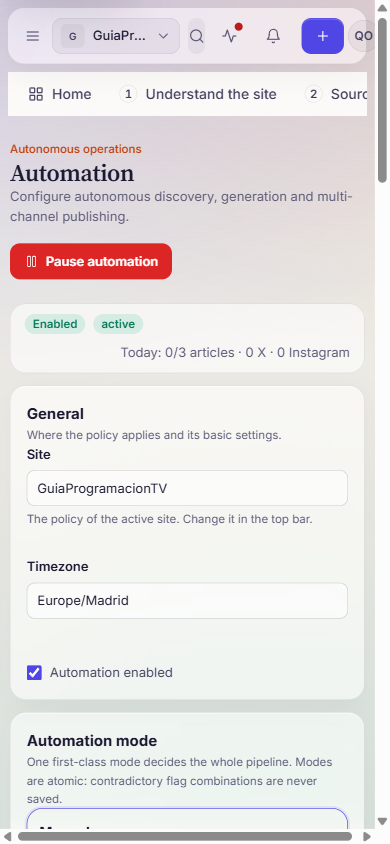 G GuiaPr...
QO
Home 1 Understand the site 2 Sourc
Autonomous operations
Automation
Configure autonomous discovery, generation and multi-
channel publishing.
Pause automation
Enabled active
Today: 0/3 articles · 0 X · 0 Instagram
General
Where the policy applies and its basic settings.
Site
GuiaProgramacionTV
The policy of the active site. Change it in the top bar.
Timezone
Europe/Madrid
Automation enabled
Automation mode
One first-class mode decides the whole pipeline. Modes
are atomic: contradictory flag combinations are never
saved.